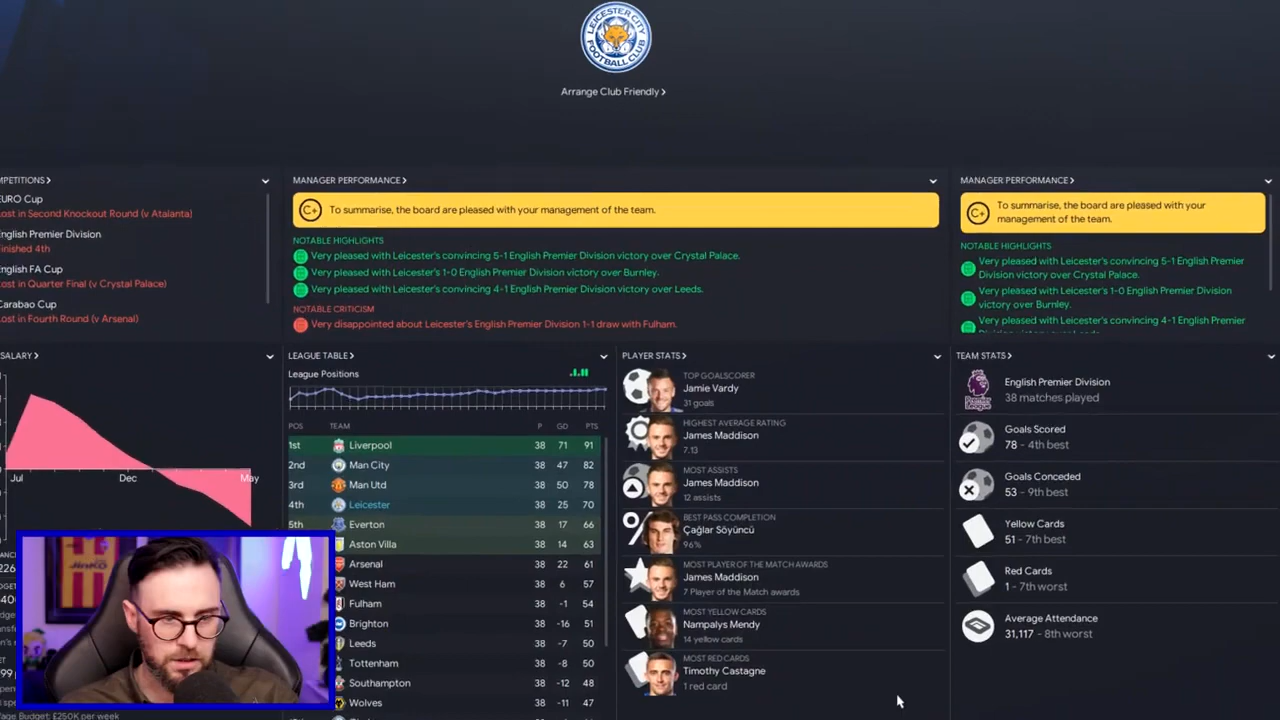 LEICESTER CITY
FOOTBALL CLUB
Arrange Club Friendly >
MPETITIONS >
EURO Cup
Lost in Second Knockout Round (v Atalanta)
English Premier Division
Finished 4th
English FA Cup
Lost in Quarter Final (v Crystal Palace)
Carabao Cup
Lost in Fourth Round (v Arsenal)
MANAGER PERFORMANCE >
C+ To summarise, the board are pleased with your management of the team.
NOTABLE HIGHLIGHTS
Very pleased with Leicester's convincing 5-1 English Premier Division victory over Crystal Palace.
Very pleased with Leicester's 1-0 English Premier Division victory over Burnley.
Very pleased with Leicester's convincing 4-1 English Premier Division victory over Leeds.
NOTABLE CRITICISM
Very disappointed about Leicester's English Premier Division 1-1 draw with Fulham.
MANAGER PERFORMANCE >
C+ To summarise, the board are pleased with your
management of the team.
NOTABLE HIGHLIGHTS
Very pleased with Leicester's convincing 5-1 English
Premier Division victory over Crystal Palace.
Very pleased with Leicester's 1-0 English Premier Division
victory over Burnley.
Very pleased with Leicester's convincing 4-1 English
SALARY >
Jul Dec May
LEAGUE TABLE >
League Positions
POS TEAM P GD PTS
1st Liverpool 38 71 91
2nd Man City 38 47 82
3rd Man Utd 38 50 78
4th Leicester 38 25 70
5th Everton 38 17 66
Aston Villa 38 14 63
Arsenal 38 22 61
West Ham 38 6 57
Fulham 38 -1 54
Brighton 38 -16 51
Leeds 38 -7 50
Tottenham 38 -8 50
Southampton 38 -12 48
Wolves 38 -11 47
PLAYER STATS >
TOP GOALSCORER
Jamie Vardy
31 goals
HIGHEST AVERAGE RATING
James Maddison
7.13
MOST ASSISTS
James Maddison
12 assists
BEST PASS COMPLETION
Çağlar Söyüncü
96%
MOST PLAYER OF THE MATCH AWARDS
James Maddison
7 Player of the Match awards
MOST YELLOW CARDS
Nampalys Mendy
14 yellow cards
MOST RED CARDS
Timothy Castagne
1 red card
TEAM STATS >
English Premier Division
38 matches played
Goals Scored
78 - 4th best
Goals Conceded
53 - 9th best
Yellow Cards
51 - 7th best
Red Cards
1 - 7th worst
Average Attendance
31,117 - 8th worst
JinKO
age Budget: £250K per week